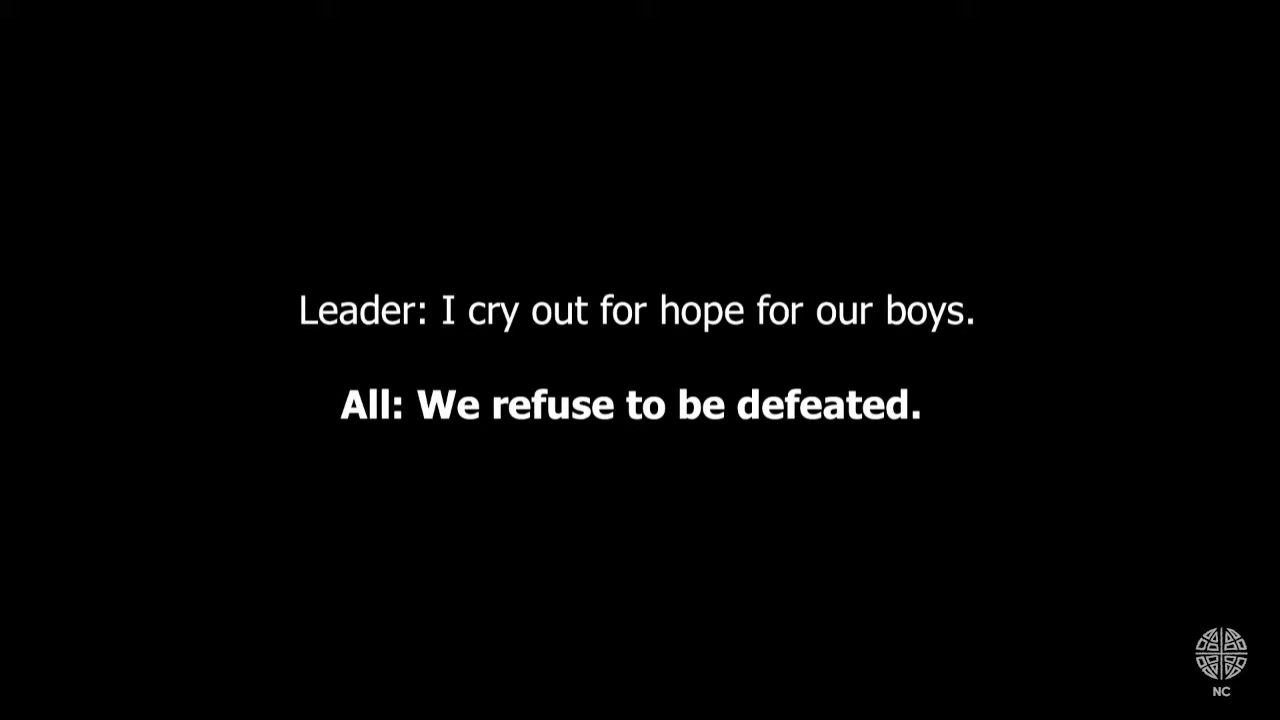 Leader: I cry out for hope for our boys.
All: We refuse to be defeated.
NC